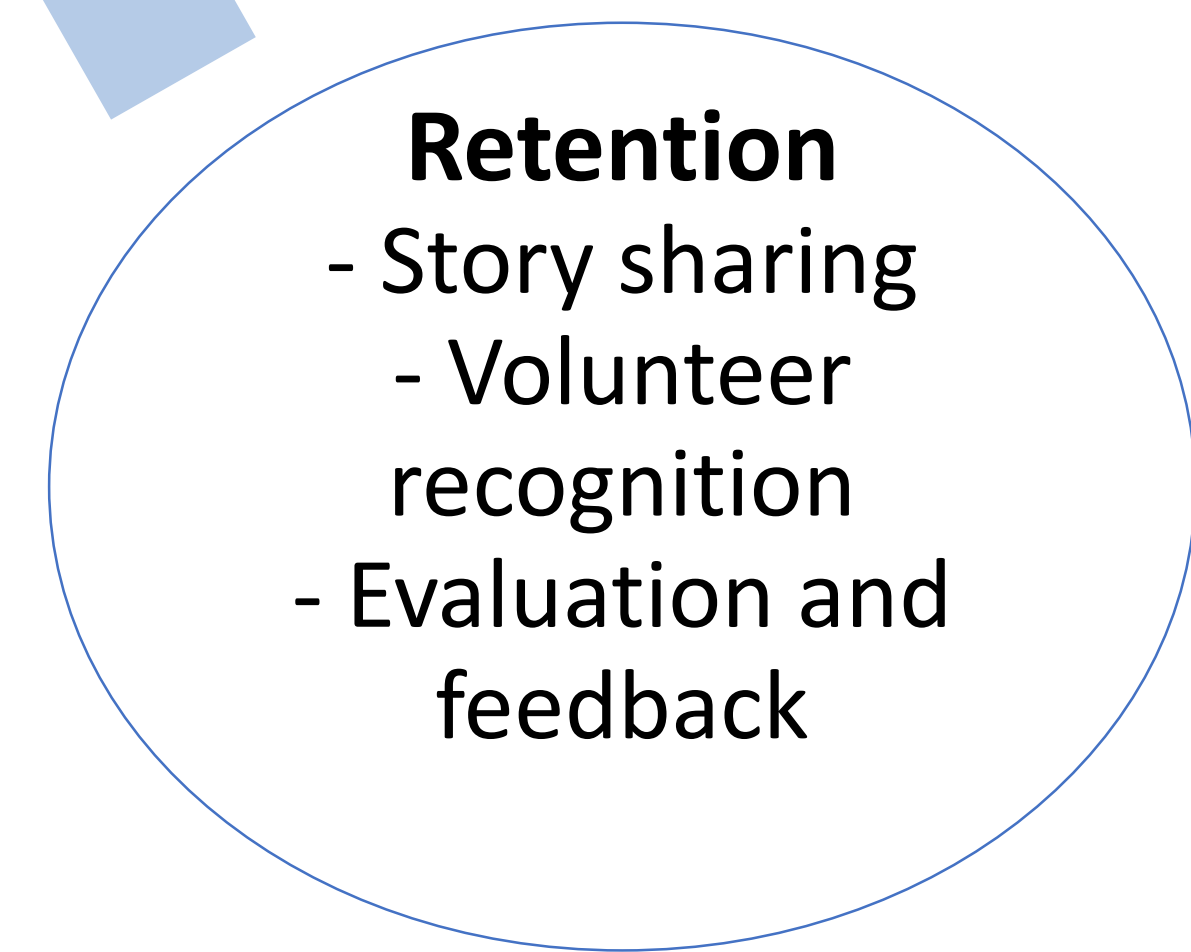 Retention
- Story sharing
- Volunteer
recognition
- Evaluation and
feedback